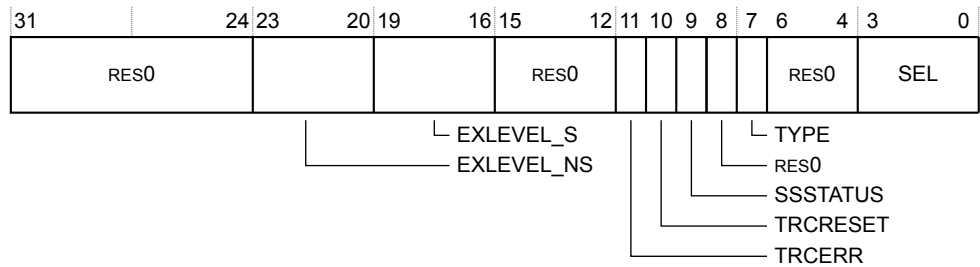 31 24 23 20 19 16 15 12 11 10 9 8 7 6 4 3 0
RES0 RES0 RES0 SEL
EXLEVEL_S TYPE
EXLEVEL_NS RES0
SSSTATUS
TRCRESET
TRCERR